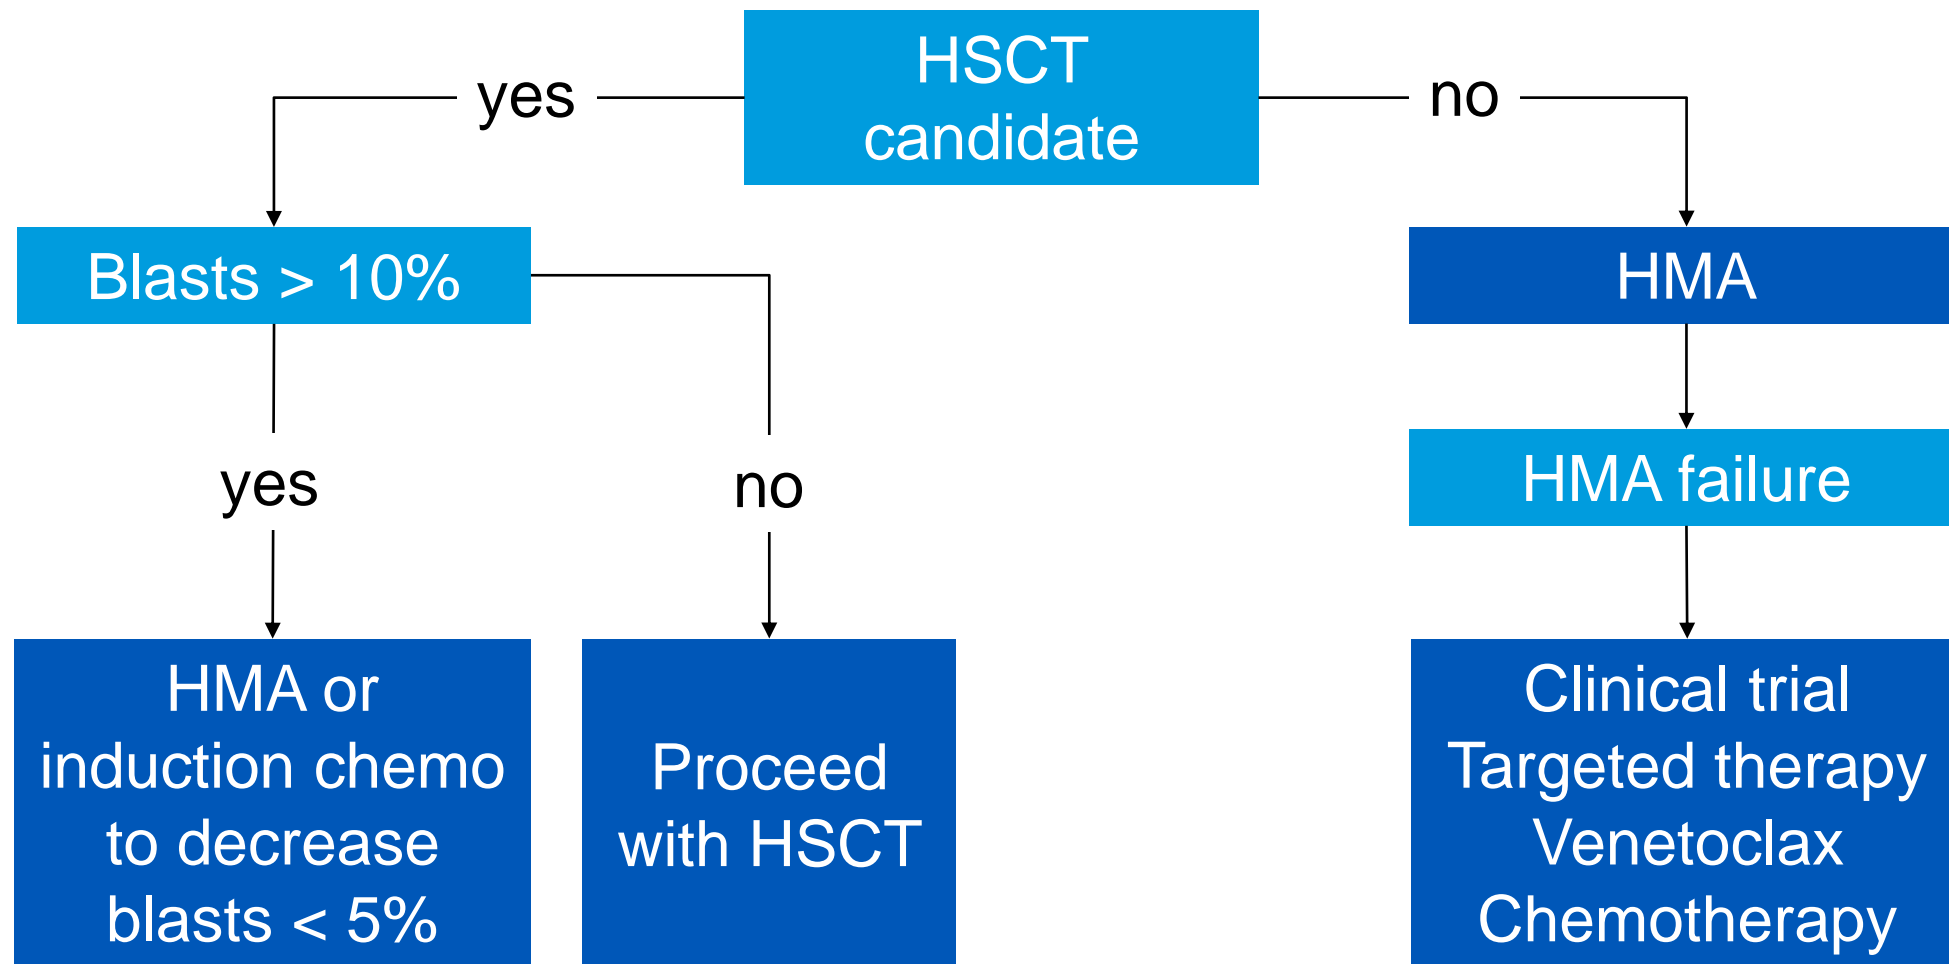 HSCT
candidate
yes
no
Blasts > 10%
HMA
HMA failure
yes
no
HMA or
induction chemo
to decrease
blasts < 5%
Proceed
with HSCT
Clinical trial
Targeted therapy
Venetoclax
Chemotherapy